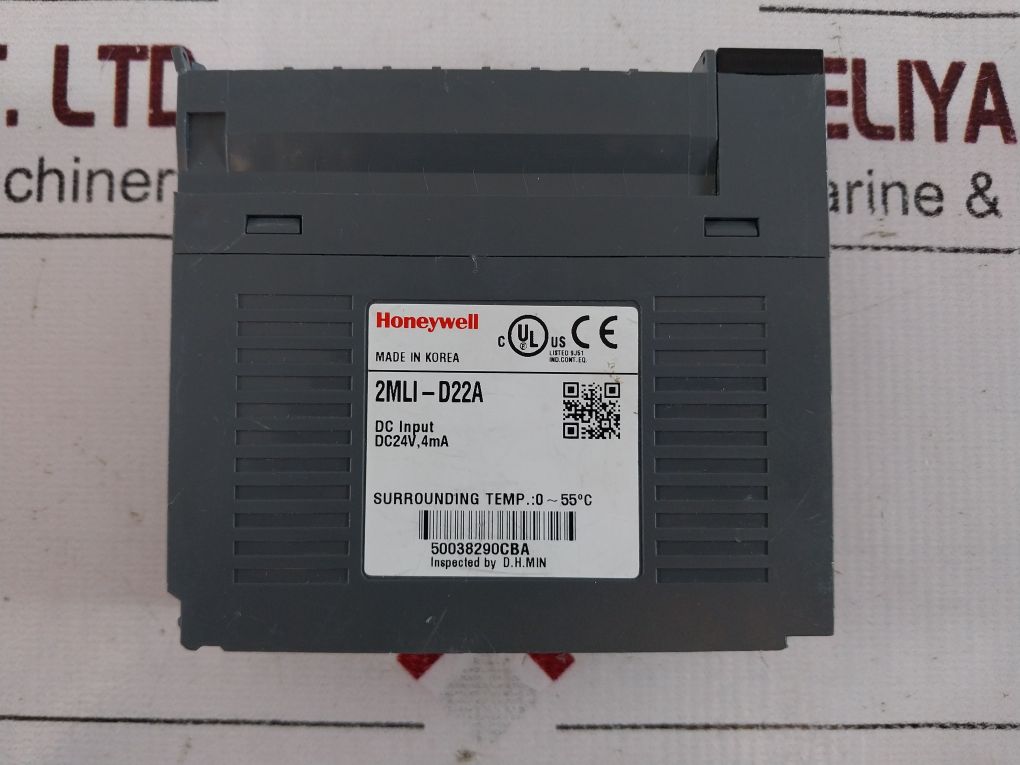 T. LTD
ELIYA
chiner
arine &
Honeywell
C UL US CE
LISTED 9J51
IND.CONT.EQ.
MADE IN KOREA
2MLI-D22A
DC Input
DC24V,4mA
SURROUNDING TEMP.:0~55°C
50038290CBA
Inspected by D.H.MIN